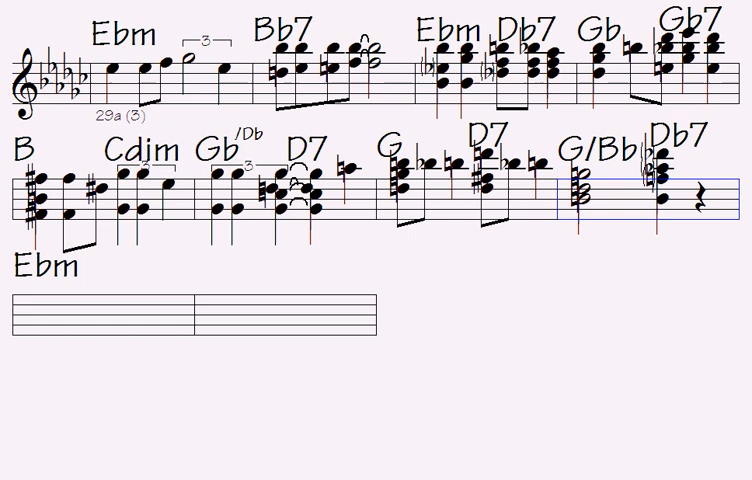 Ebm Bb7 Ebm Db7 Gb Gb7
3
29a (3)
B Cdim Gb/Db D7 G D7 G/Bb Db7
3 3
Ebm